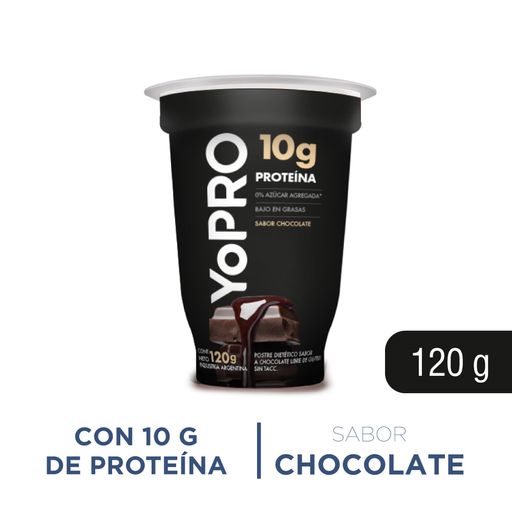 YoPRO
10g
PROTEÍNA
0% AZÚCAR AGREGADA*
BAJO EN GRASAS
SABOR CHOCOLATE
CONT.
NETO 120g
INDUSTRIA ARGENTINA
POSTRE DIETÉTICO SABOR
A CHOCOLATE LIBRE DE GLUTEN
SIN TACC.
120 g
CON 10 G
DE PROTEÍNA
SABOR
CHOCOLATE